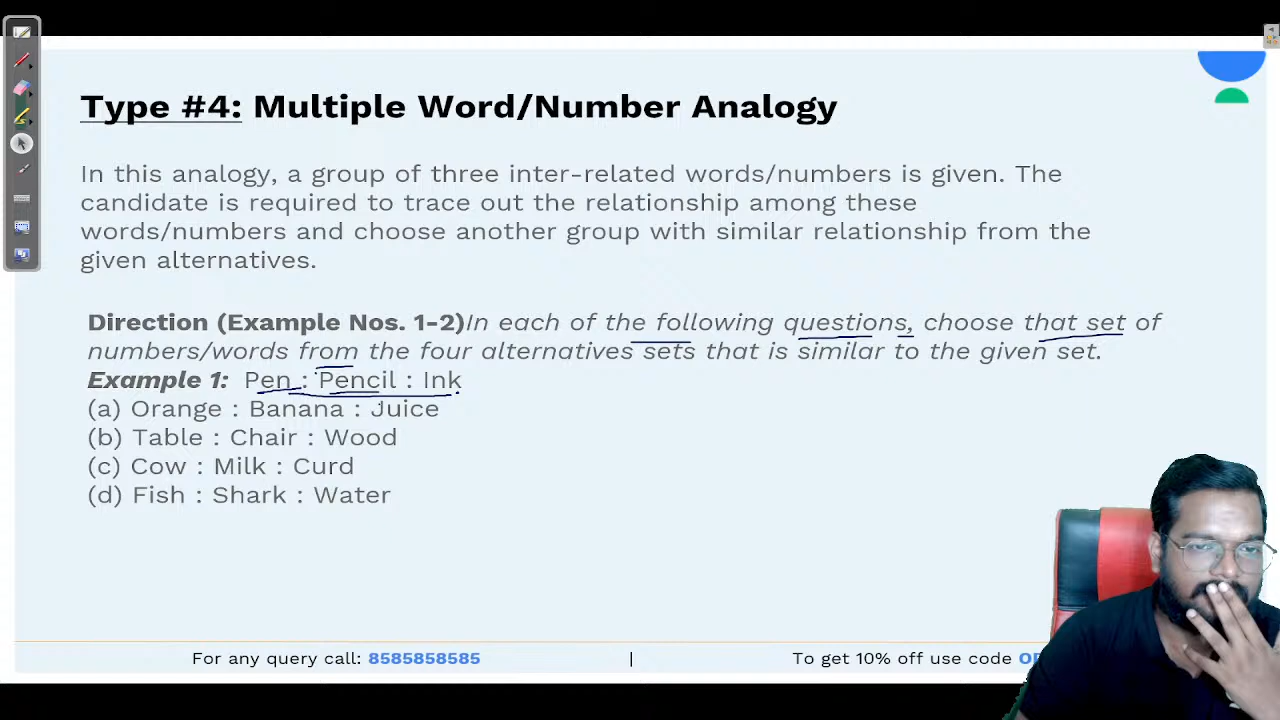 Type #4: Multiple Word/Number Analogy
In this analogy, a group of three inter-related words/numbers is given. The
candidate is required to trace out the relationship among these
words/numbers and choose another group with similar relationship from the
given alternatives.
Direction (Example Nos. 1-2)In each of the following questions, choose that set of
numbers/words from the four alternatives sets that is similar to the given set.
Example 1: Pen : Pencil : Ink
(a) Orange : Banana : Juice
(b) Table : Chair : Wood
(c) Cow : Milk : Curd
(d) Fish : Shark : Water
For any query call: 8585858585 | To get 10% off use code